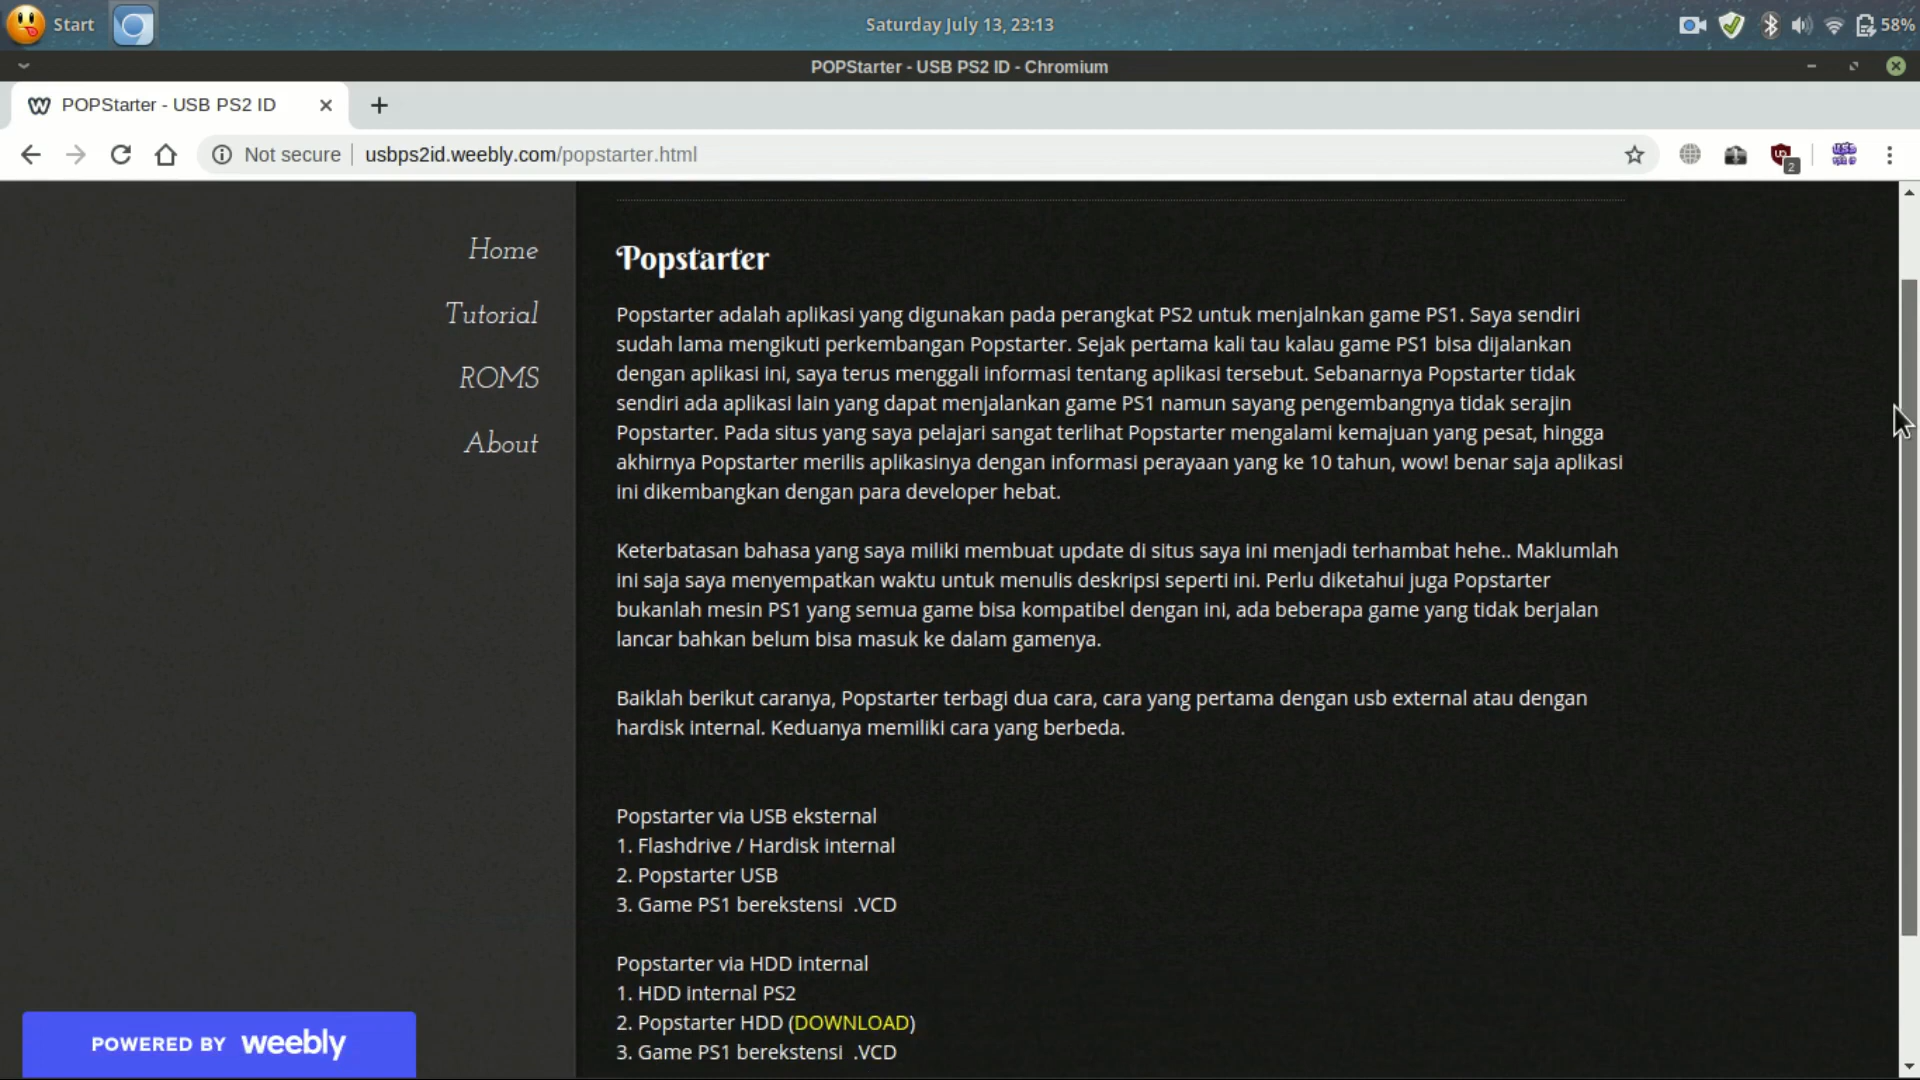 Start
Saturday July 13, 23:13
58%
POPStarter - USB PS2 ID - Chromium
POPStarter - USB PS2 ID
Not secure
usbps2id.weebly.com/popstarter.html
2
Home
Tutorial
ROMS
About
Popstarter
Popstarter adalah aplikasi yang digunakan pada perangkat PS2 untuk menjalnkan game PS1. Saya sendiri
sudah lama mengikuti perkembangan Popstarter. Sejak pertama kali tau kalau game PS1 bisa dijalankan
dengan aplikasi ini, saya terus menggali informasi tentang aplikasi tersebut. Sebanarnya Popstarter tidak
sendiri ada aplikasi lain yang dapat menjalankan game PS1 namun sayang pengembangnya tidak serajin
Popstarter. Pada situs yang saya pelajari sangat terlihat Popstarter mengalami kemajuan yang pesat, hingga
akhirnya Popstarter merilis aplikasinya dengan informasi perayaan yang ke 10 tahun, wow! benar saja aplikasi
ini dikembangkan dengan para developer hebat.
Keterbatasan bahasa yang saya miliki membuat update di situs saya ini menjadi terhambat hehe.. Maklumlah
ini saja saya menyempatkan waktu untuk menulis deskripsi seperti ini. Perlu diketahui juga Popstarter
bukanlah mesin PS1 yang semua game bisa kompatibel dengan ini, ada beberapa game yang tidak berjalan
lancar bahkan belum bisa masuk ke dalam gamenya.
Baiklah berikut caranya, Popstarter terbagi dua cara, cara yang pertama dengan usb external atau dengan
hardisk internal. Keduanya memiliki cara yang berbeda.
Popstarter via USB eksternal
1. Flashdrive / Hardisk internal
2. Popstarter USB
3. Game PS1 berekstensi .VCD
Popstarter via HDD internal
1. HDD internal PS2
2. Popstarter HDD (DOWNLOAD)
3. Game PS1 berekstensi .VCD
POWERED BY weebly